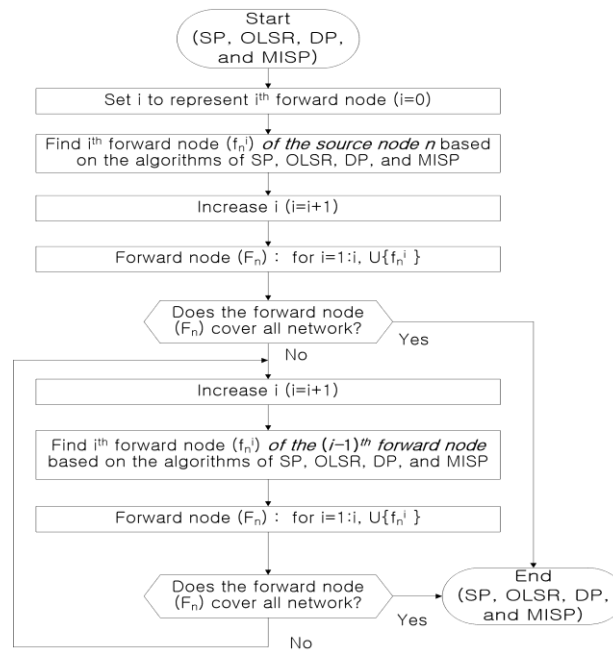 Start
(SP, OLSR, DP,
and MISP)
Set i to represent iᵗʰ forward node (i=0)
Find iᵗʰ forward node (fₙⁱ) of the source node n based
on the algorithms of SP, OLSR, DP, and MISP
Increase i (i=i+1)
Forward node (Fₙ) : for i=1:i, U{fₙⁱ }
Does the forward node
(Fₙ) cover all network?
Yes
No
Increase i (i=i+1)
Find iᵗʰ forward node (fₙⁱ) of the (i-1)ᵗʰ forward node
based on the algorithms of SP, OLSR, DP, and MISP
Forward node (Fₙ) : for i=1:i, U{fₙⁱ }
Does the forward node
(Fₙ) cover all network?
Yes
No
End
(SP, OLSR, DP,
and MISP)